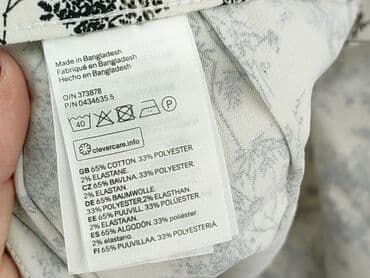 Made in Bangladesh
Fabriqué en Bangladesh
Hecho en Bangladesh
O/N 373878
P/N 0434635 5
40 P
clevercare.info
GB 65% COTTON. 33% POLYESTER.
2% ELASTANE.
CZ 65% BAVLNA. 33% POLYESTER.
2% ELASTAN.
DE 65% BAUMWOLLE.
33% POLYESTER.2% ELASTHAN.
EE 65% PUUVILL. 33% POLÜESTER.
2% ELASTAAN.
ES 65% ALGODÓN. 33% poliéster.
2% elastano.
FI 65% PUUVILLAA. 33% POLYESTERI.